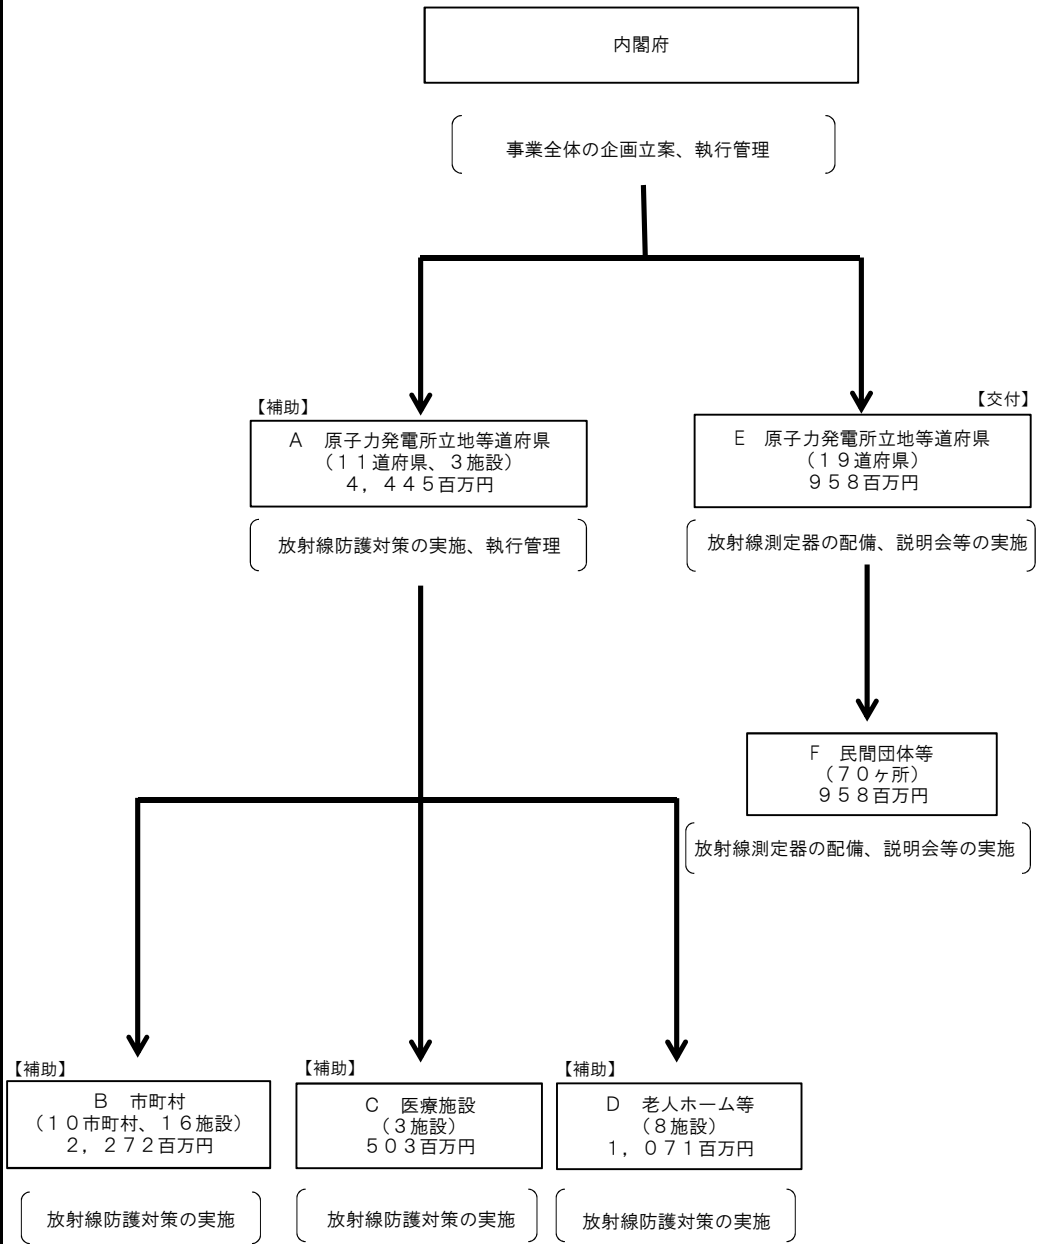 内閣府
事業全体の企画立案、執行管理
【補助】
A　原子力発電所立地等道府県
（１１道府県、３施設）
４，４４５百万円
放射線防護対策の実施、執行管理
【交付】
E　原子力発電所立地等道府県
（１９道府県）
９５８百万円
放射線測定器の配備、説明会等の実施
F　民間団体等
（７０ヶ所）
９５８百万円
放射線測定器の配備、説明会等の実施
【補助】
B　市町村
（１０市町村、１６施設）
２，２７２百万円
放射線防護対策の実施
【補助】
C　医療施設
（３施設）
５０３百万円
放射線防護対策の実施
【補助】
D　老人ホーム等
（８施設）
１，０７１百万円
放射線防護対策の実施